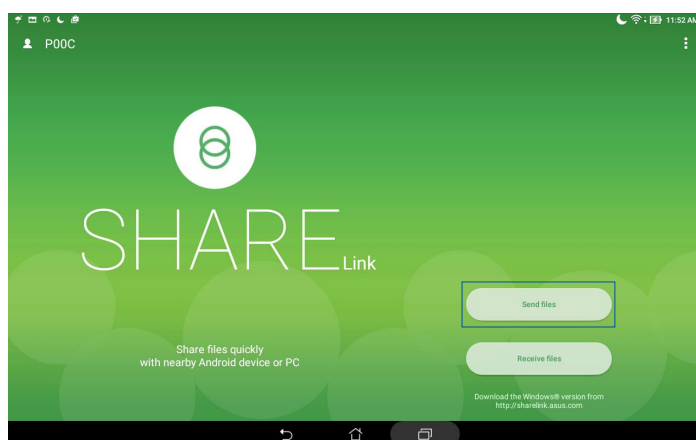 11:52 AM
P00C
SHARE Link
Send files
Share files quickly
with nearby Android device or PC
Receive files
Download the Windows® version from
http://sharelink.asus.com